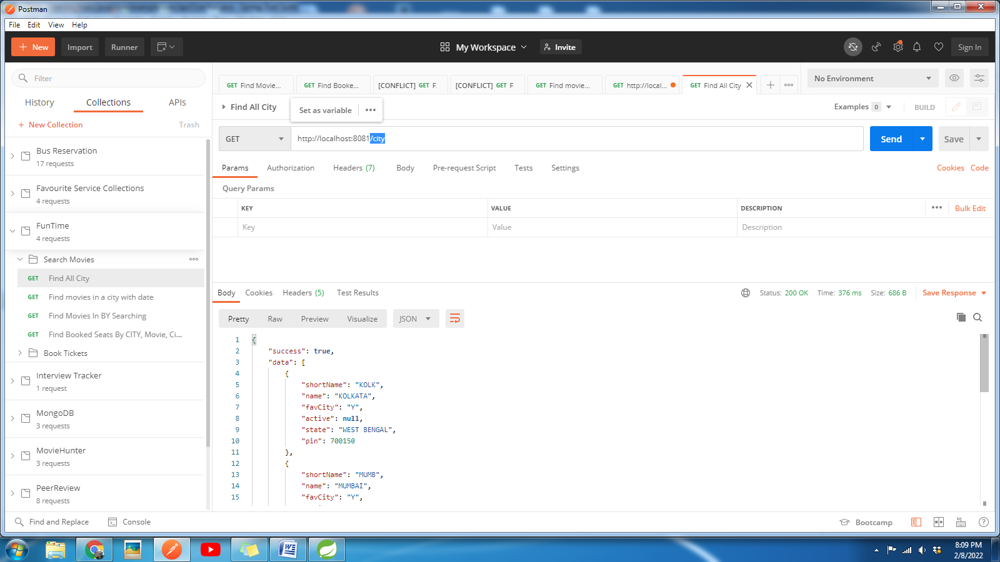 Postman
File Edit View Help
+ New Import Runner My Workspace Invite Sign In
Filter
History Collections APIs
+ New Collection Trash
Bus Reservation
17 requests
Favourite Service Collections
4 requests
FunTime
4 requests
Search Movies
GET Find All City
GET Find movies in a city with date
GET Find Movies In BY Searching
GET Find Booked Seats By CITY, Movie, Ci...
Book Tickets
Interview Tracker
1 request
MongoDB
3 requests
MovieHunter
3 requests
PeerReview
8 requests
GET Find Movie... GET Find Booke... [CONFLICT] GET F. [CONFLICT] GET F GET Find movie... GET http://local... GET Find All City
No Environment
Find All City Set as variable Examples 0 BUILD
GET http://localhost:8081/city Send Save
Params Authorization Headers (7) Body Pre-request Script Tests Settings Cookies Code
Query Params
KEY VALUE DESCRIPTION Bulk Edit
Key Value Description
Body Cookies Headers (5) Test Results Status: 200 OK Time: 376 ms Size: 686 B Save Response
Pretty Raw Preview Visualize JSON
1 {
2 "success": true,
3 "data": [
4 {
5 "shortName": "KOLK",
6 "name": "KOLKATA",
7 "favCity": "Y",
8 "active": null,
9 "state": "WEST BENGAL",
10 "pin": 700150
11 },
12 {
13 "shortName": "MUMB",
14 "name": "MUMBAI",
15 "favCity": "Y",
Find and Replace Console Bootcamp
8:09 PM
2/8/2022